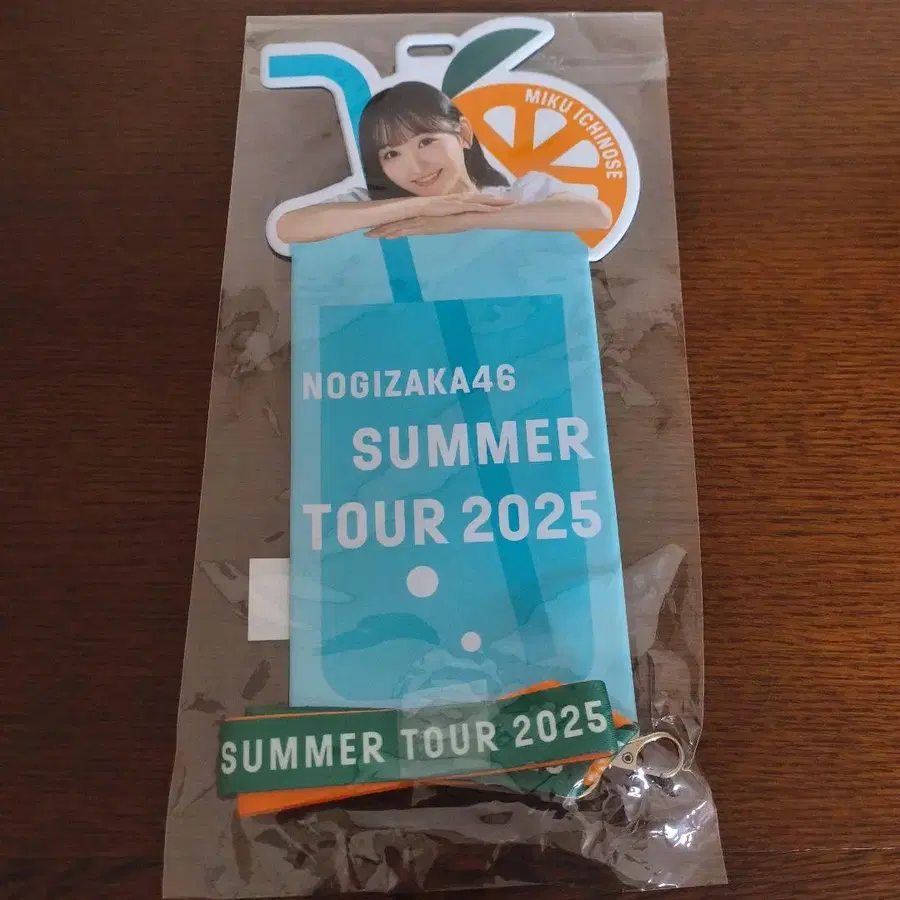 MIKU ICHINOSE
NOGIZAKA46
SUMMER
TOUR 2025
SUMMER TOUR 2025